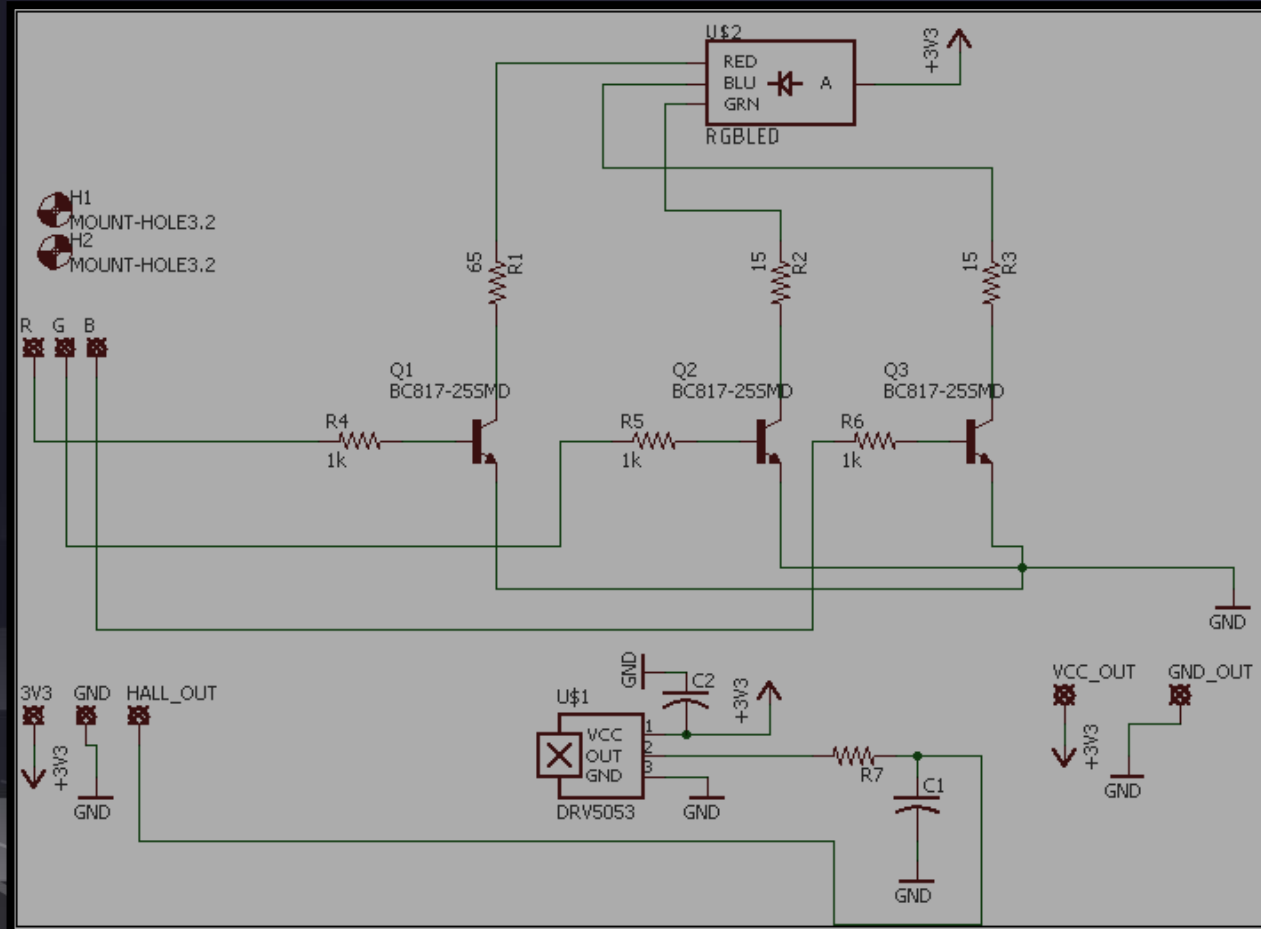 U$2
RED
BLU
GRN
A
+3V3
RGBLED
H1
MOUNT-HOLE3.2
H2
MOUNT-HOLE3.2
65
R1
15
R2
15
R3
R
G
B
Q1
BC817-25SMD
Q2
BC817-25SMD
Q3
BC817-25SMD
R4
1k
R5
1k
R6
1k
GND
3V3
GND
HALL_OUT
+3V3
GND
U$1
VCC
OUT
GND
1
2
3
DRV5053
GND
C2
+3V3
GND
R7
C1
GND
VCC_OUT
GND_OUT
+3V3
GND